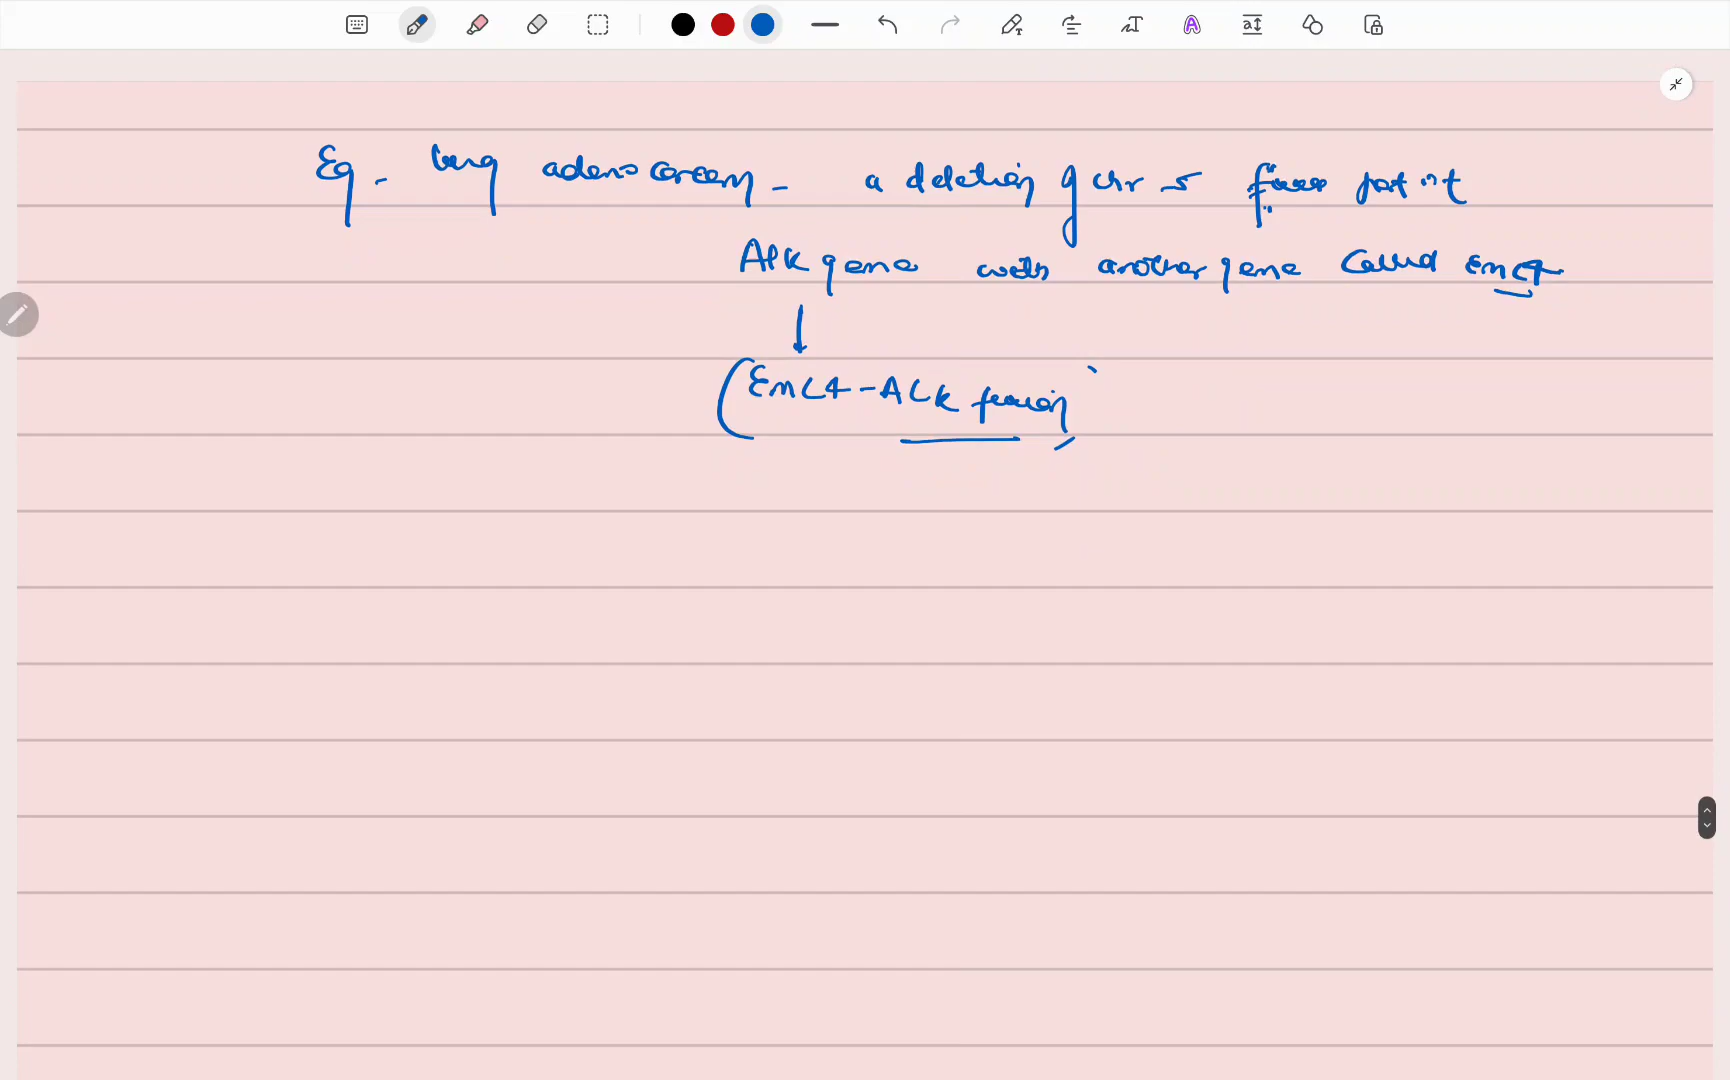 Eg - lung adenocarcem - a deletion of chr 5 fuses part of
ALK gene with another gene called EML4
(EML4-ALK fusion)